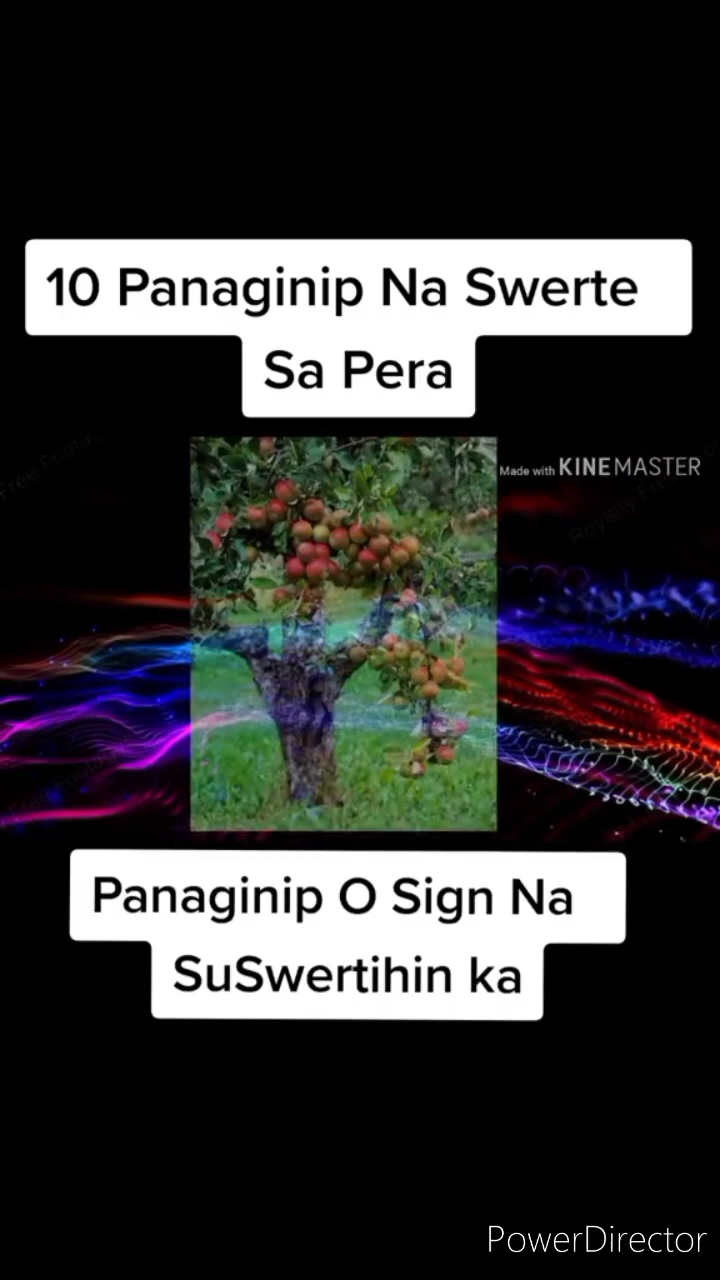 10 Panaginip Na Swerte
Sa Pera
Made with KINEMASTER
Panaginip O Sign Na
SuSwertihin ka
PowerDirector